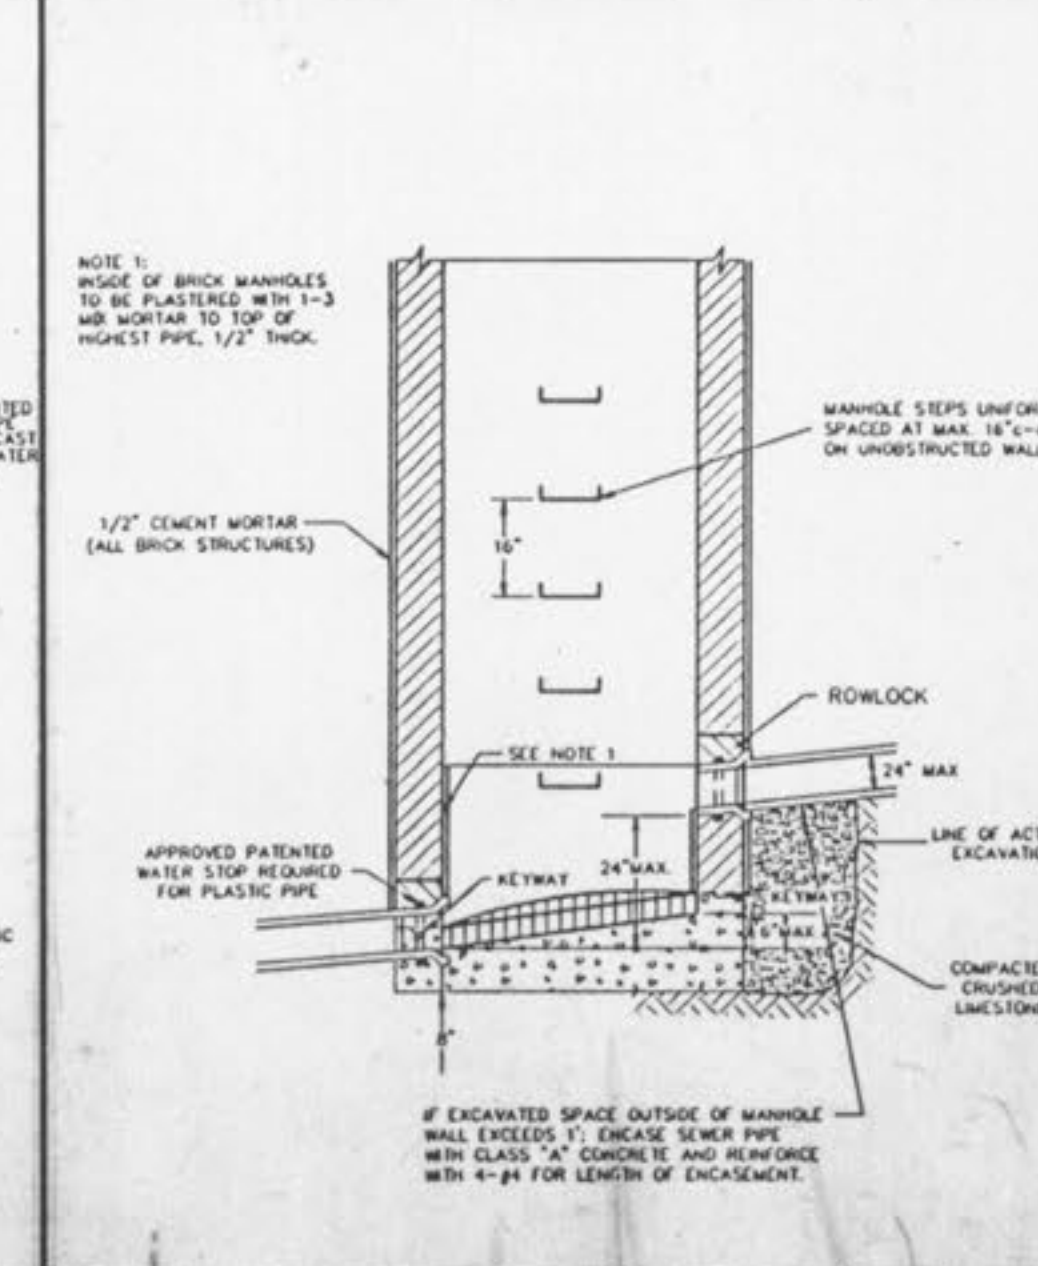 NOTE 1:
INSIDE OF BRICK MANHOLES
TO BE PLASTERED WITH 1-3
MIX MORTAR TO TOP OF
HIGHEST PIPE, 1/2" THICK.
CAST
MANHOLE STEPS UNIFOR
SPACED AT MAX. 16"c-
ON UNOBSTRUCTED WAL
1/2" CEMENT MORTAR
(ALL BRICK STRUCTURES)
16"
ROWLOCK
SEE NOTE 1
24" MAX
APPROVED PATENTED
WATER STOP REQUIRED
FOR PLASTIC PIPE
KEYWAY
24"MAX.
LINE OF ACT
EXCAVATIO
KEYWAY
6"MAX
COMPACTE
CRUSHED
LIMESTON
8"
IF EXCAVATED SPACE OUTSIDE OF MANHOLE
WALL EXCEEDS 1'; ENCASE SEWER PIPE
WITH CLASS "A" CONCRETE AND REINFORCE
WITH 4-#4 FOR LENGTH OF ENCASEMENT.